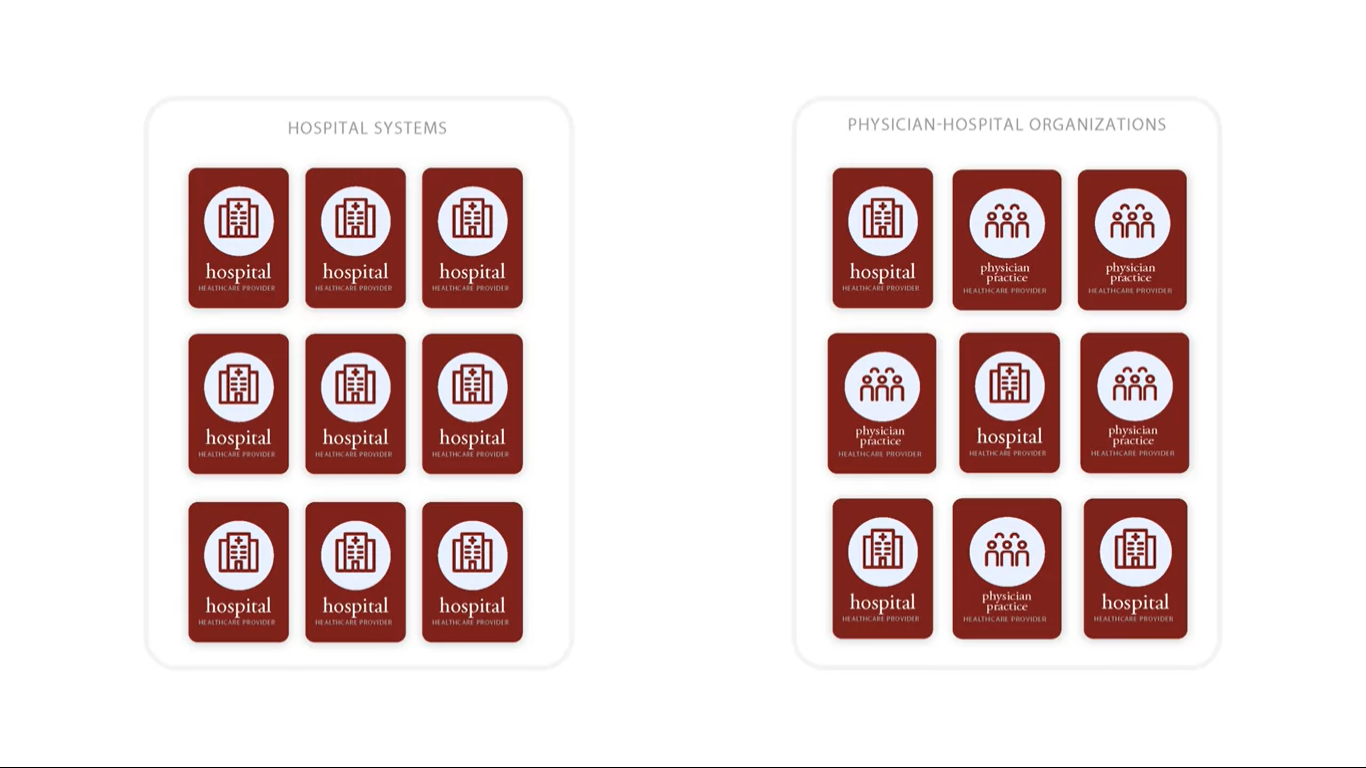 HOSPITAL SYSTEMS
hospital
HEALTHCARE PROVIDER
hospital
HEALTHCARE PROVIDER
hospital
HEALTHCARE PROVIDER
hospital
HEALTHCARE PROVIDER
hospital
HEALTHCARE PROVIDER
hospital
HEALTHCARE PROVIDER
hospital
HEALTHCARE PROVIDER
hospital
HEALTHCARE PROVIDER
hospital
HEALTHCARE PROVIDER
PHYSICIAN-HOSPITAL ORGANIZATIONS
hospital
HEALTHCARE PROVIDER
physician
practice
HEALTHCARE PROVIDER
physician
practice
HEALTHCARE PROVIDER
physician
practice
HEALTHCARE PROVIDER
hospital
HEALTHCARE PROVIDER
physician
practice
HEALTHCARE PROVIDER
hospital
HEALTHCARE PROVIDER
physician
practice
HEALTHCARE PROVIDER
hospital
HEALTHCARE PROVIDER